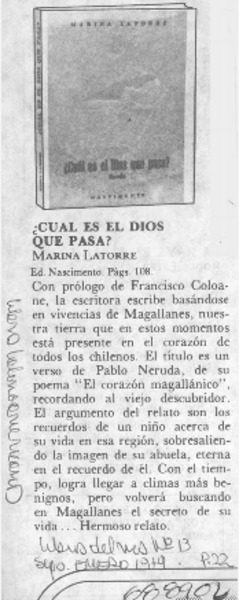 MARINA LATORRE
¿Cuál es el Dios que pasa?
NASCIMENTO
¿CUAL ES EL DIOS
QUE PASA?
MARINA LATORRE
Ed. Nascimento. Págs. 108.
Con prólogo de Francisco Coloa-
ne, la escritora escribe basándose
en vivencias de Magallanes, nues-
tra tierra que en estos momentos
está presente en el corazón de
todos los chilenos. El título es un
verso de Pablo Neruda, de su
poema "El corazón magallánico",
recordando al viejo descubridor.
El argumento del relato son los
recuerdos de un niño acerca de
su vida en esa región, sobresalien-
do la imagen de su abuela, eterna
en el recuerdo de él. Con el tiem-
po, logra llegar a climas más be-
nignos, pero volverá buscando
en Magallanes el secreto de su
vida ... Hermoso relato.
Nº 13
ENERO 1979 P.22